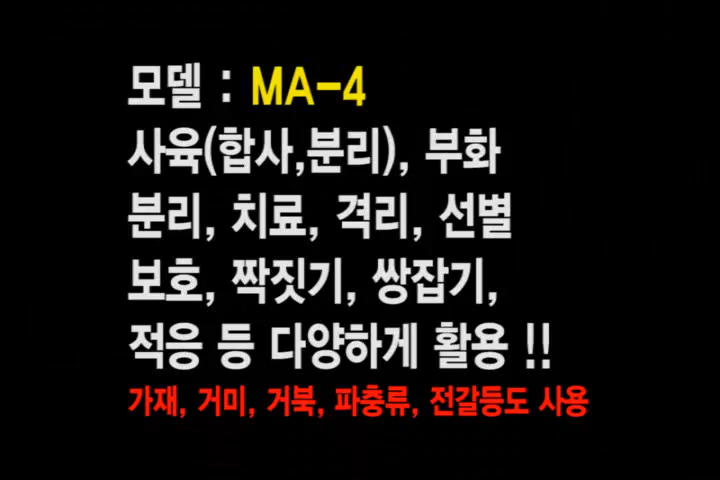 모델 : MA-4
사육(합사,분리), 부화
분리, 치료, 격리, 선별
보호, 짝짓기, 쌍잡기,
적응 등 다양하게 활용 !!
가재, 거미, 거북, 파충류, 전갈등도 사용